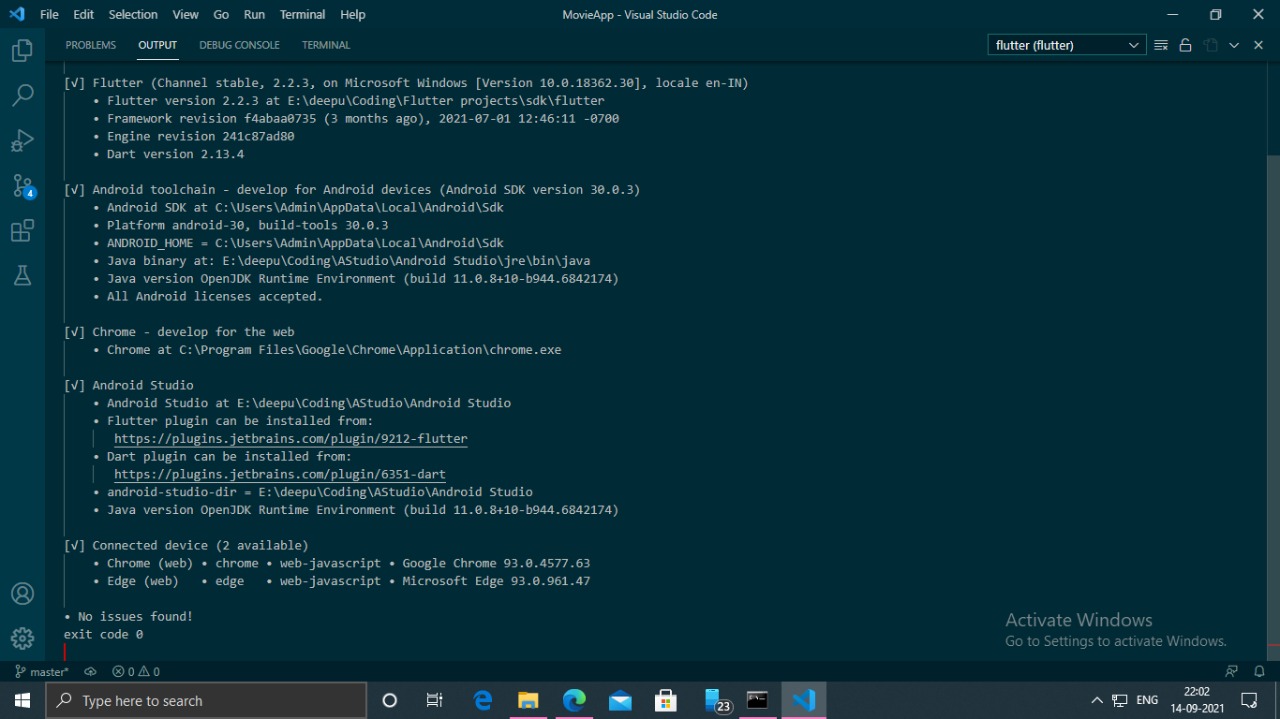 File Edit Selection View Go Run Terminal Help MovieApp - Visual Studio Code
PROBLEMS OUTPUT DEBUG CONSOLE TERMINAL flutter (flutter)
[√] Flutter (Channel stable, 2.2.3, on Microsoft Windows [Version 10.0.18362.30], locale en-IN)
• Flutter version 2.2.3 at E:\deepu\Coding\Flutter projects\sdk\flutter
• Framework revision f4abaa0735 (3 months ago), 2021-07-01 12:46:11 -0700
• Engine revision 241c87ad80
• Dart version 2.13.4
[√] Android toolchain - develop for Android devices (Android SDK version 30.0.3)
• Android SDK at C:\Users\Admin\AppData\Local\Android\Sdk
• Platform android-30, build-tools 30.0.3
• ANDROID_HOME = C:\Users\Admin\AppData\Local\Android\Sdk
• Java binary at: E:\deepu\Coding\AStudio\Android Studio\jre\bin\java
• Java version OpenJDK Runtime Environment (build 11.0.8+10-b944.6842174)
• All Android licenses accepted.
[√] Chrome - develop for the web
• Chrome at C:\Program Files\Google\Chrome\Application\chrome.exe
[√] Android Studio
• Android Studio at E:\deepu\Coding\AStudio\Android Studio
• Flutter plugin can be installed from:
https://plugins.jetbrains.com/plugin/9212-flutter
• Dart plugin can be installed from:
https://plugins.jetbrains.com/plugin/6351-dart
• android-studio-dir = E:\deepu\Coding\AStudio\Android Studio
• Java version OpenJDK Runtime Environment (build 11.0.8+10-b944.6842174)
[√] Connected device (2 available)
• Chrome (web) • chrome • web-javascript • Google Chrome 93.0.4577.63
• Edge (web) • edge • web-javascript • Microsoft Edge 93.0.961.47
• No issues found!
exit code 0
4
Activate Windows
Go to Settings to activate Windows.
master* 0 0
Type here to search 23 ENG 22:02
14-09-2021